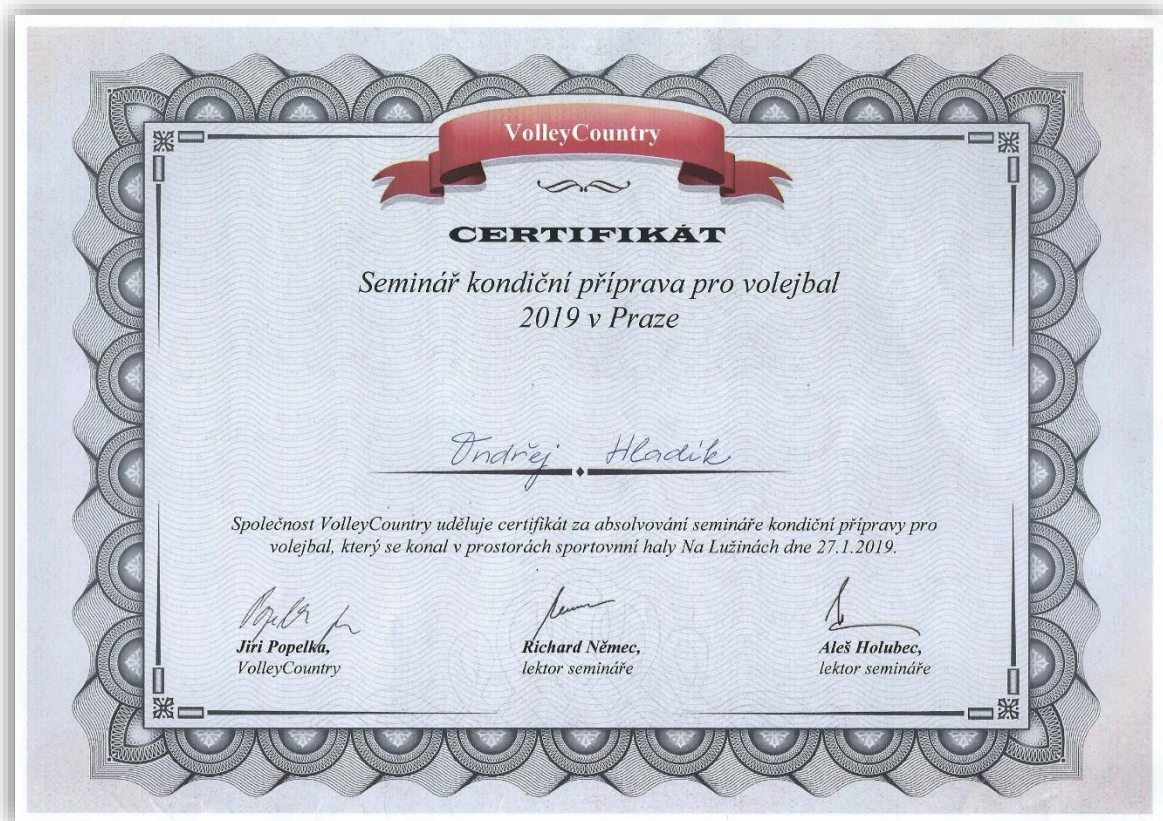 VolleyCountry
CERTIFIKÁT
Seminář kondiční příprava pro volejbal
2019 v Praze
Ondřej Hladík
Společnost VolleyCountry uděluje certifikát za absolvování semináře kondiční přípravy pro
volejbal, který se konal v prostorách sportovnní haly Na Lužinách dne 27.1.2019.
Jiri Popelka,
VolleyCountry
Richard Němec,
lektor semináře
Aleš Holubec,
lektor semináře